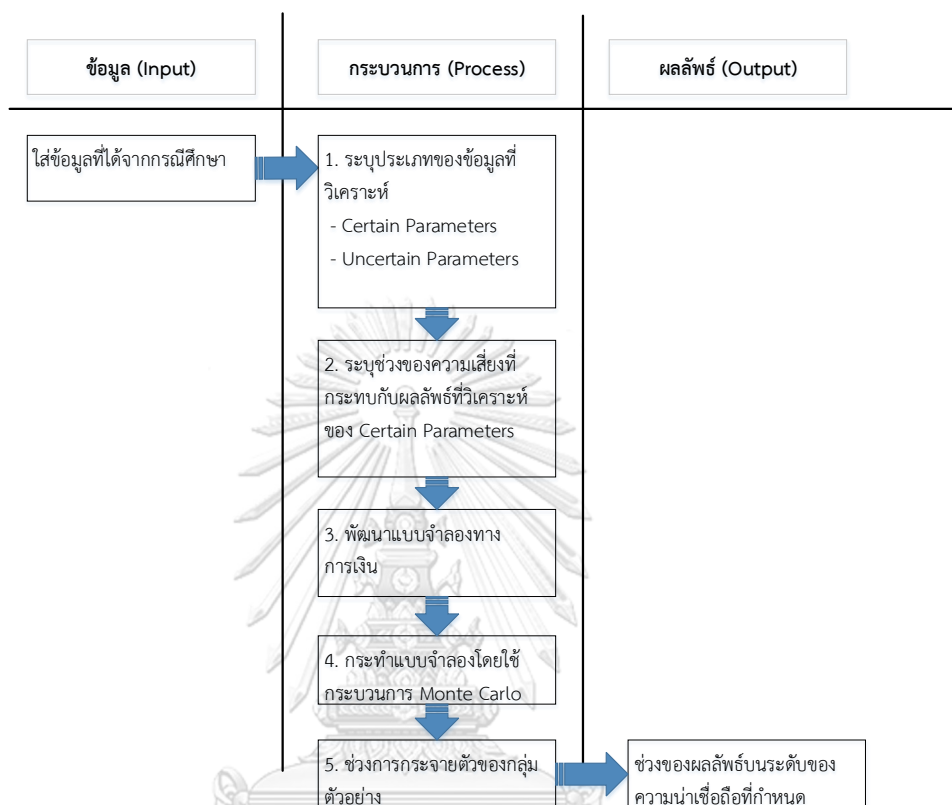 ข้อมูล (Input)
กระบวนการ (Process)
ผลลัพธ์ (Output)
ใส่ข้อมูลที่ได้จากกรณีศึกษา
1. ระบุประเภทของข้อมูลที่
วิเคราะห์
- Certain Parameters
- Uncertain Parameters
2. ระบุช่วงของความเสี่ยงที่
กระทบกับผลลัพธ์ที่วิเคราะห์
ของ Certain Parameters
3. พัฒนาแบบจำลองทาง
การเงิน
4. กระทำแบบจำลองโดยใช้
กระบวนการ Monte Carlo
5. ช่วงการกระจายตัวของกลุ่ม
ตัวอย่าง
ช่วงของผลลัพธ์บนระดับของ
ความน่าเชื่อถือที่กำหนด